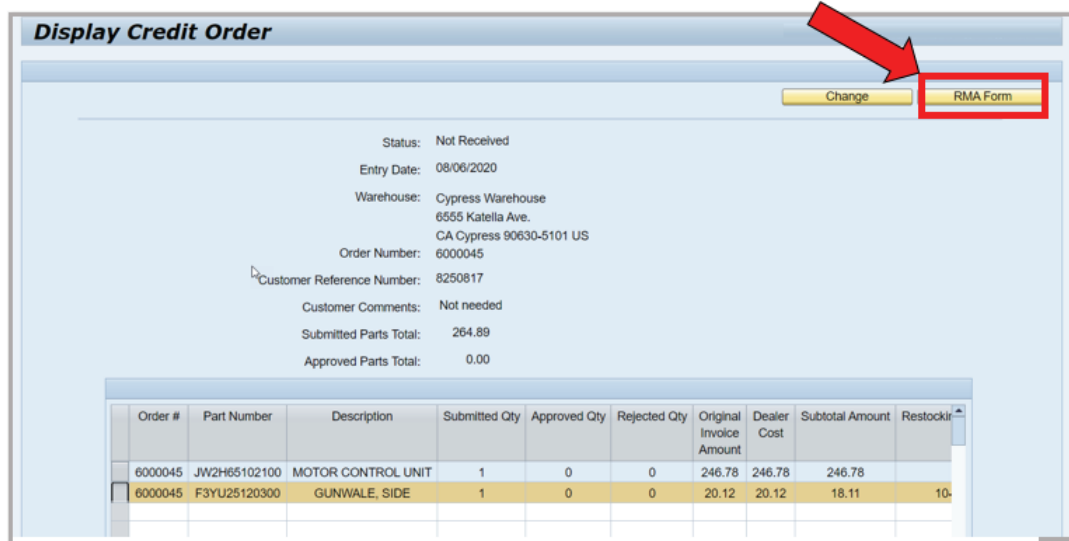 Display Credit Order
Change RMA Form
Status: Not Received
Entry Date: 08/06/2020
Warehouse: Cypress Warehouse
6555 Katella Ave.
CA Cypress 90630-5101 US
Order Number: 6000045
Customer Reference Number: 8250817
Customer Comments: Not needed
Submitted Parts Total: 264.89
Approved Parts Total: 0.00
Order # Part Number Description Submitted Qty Approved Qty Rejected Qty Original Invoice Amount Dealer Cost Subtotal Amount
6000045 JW2H65102100 MOTOR CONTROL UNIT 1 0 0 246.78 246.78 246.78
6000045 F3YU25120300 GUNWALE, SIDE 1 0 0 20.12 20.12 18.11